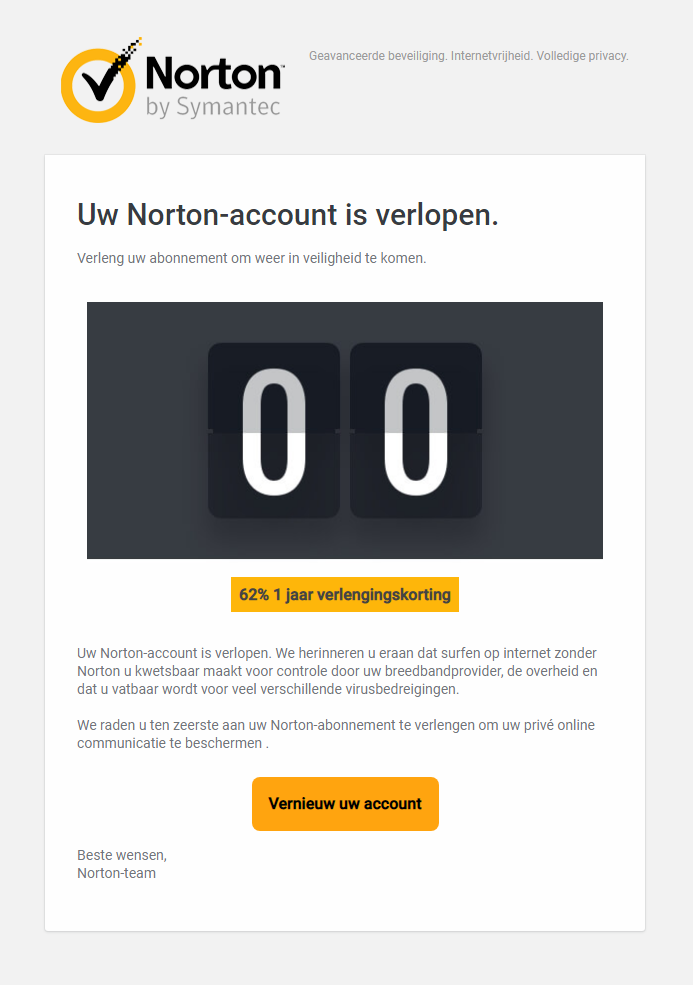 Norton™
by Symantec
Geavanceerde beveiliging. Internetvrijheid. Volledige privacy.
Uw Norton-account is verlopen.
Verleng uw abonnement om weer in veiligheid te komen.
00
62% 1 jaar verlengingskorting
Uw Norton-account is verlopen. We herinneren u eraan dat surfen op internet zonder
Norton u kwetsbaar maakt voor controle door uw breedbandprovider, de overheid en
dat u vatbaar wordt voor veel verschillende virusbedreigingen.
We raden u ten zeerste aan uw Norton-abonnement te verlengen om uw privé online
communicatie te beschermen .
Vernieuw uw account
Beste wensen,
Norton-team